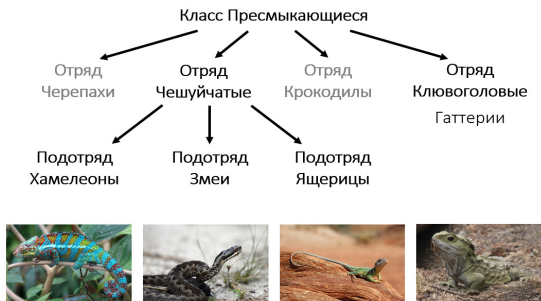 Класс Пресмыкающиеся
Отряд
Черепахи
Отряд
Чешуйчатые
Отряд
Крокодилы
Отряд
Клювоголовые
Гаттерии
Подотряд
Хамелеоны
Подотряд
Змеи
Подотряд
Ящерицы